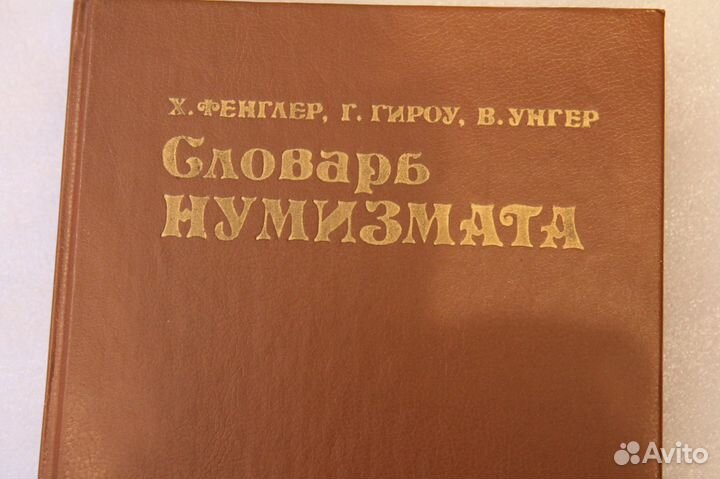 Х. ФЕНГЛЕР, Г. ГИРОУ, В. УНГЕР
Словарь
НУМИЗМАТА
Avito